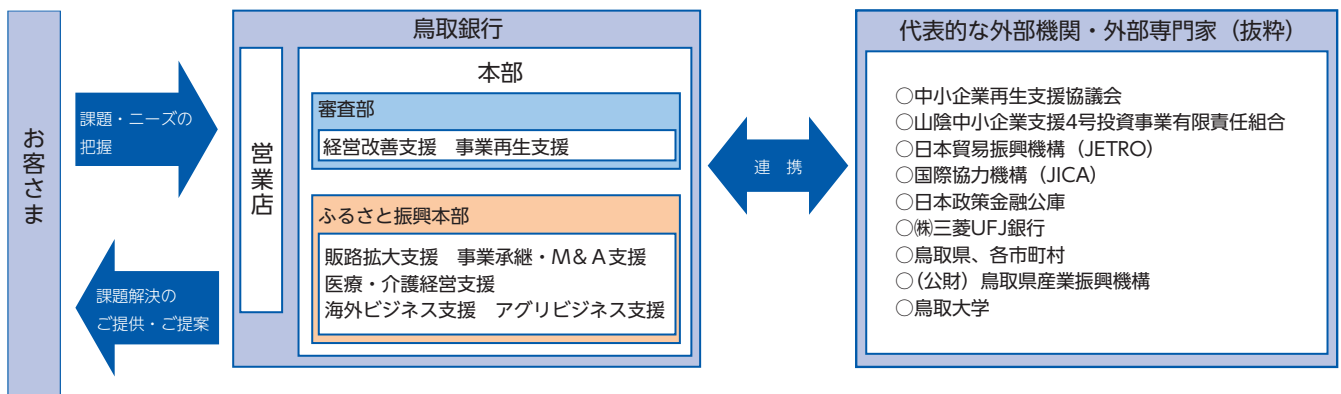 お客さま
課題・ニーズの
把握
課題解決の
ご提供・ご提案
鳥取銀行
営業店
本部
審査部
経営改善支援　事業再生支援
ふるさと振興本部
販路拡大支援　事業承継・M&A支援
医療・介護経営支援
海外ビジネス支援　アグリビジネス支援
連　携
代表的な外部機関・外部専門家（抜粋）
○中小企業再生支援協議会
○山陰中小企業支援4号投資事業有限責任組合
○日本貿易振興機構（JETRO）
○国際協力機構（JICA）
○日本政策金融公庫
○㈱三菱UFJ銀行
○鳥取県、各市町村
○（公財）鳥取県産業振興機構
○鳥取大学